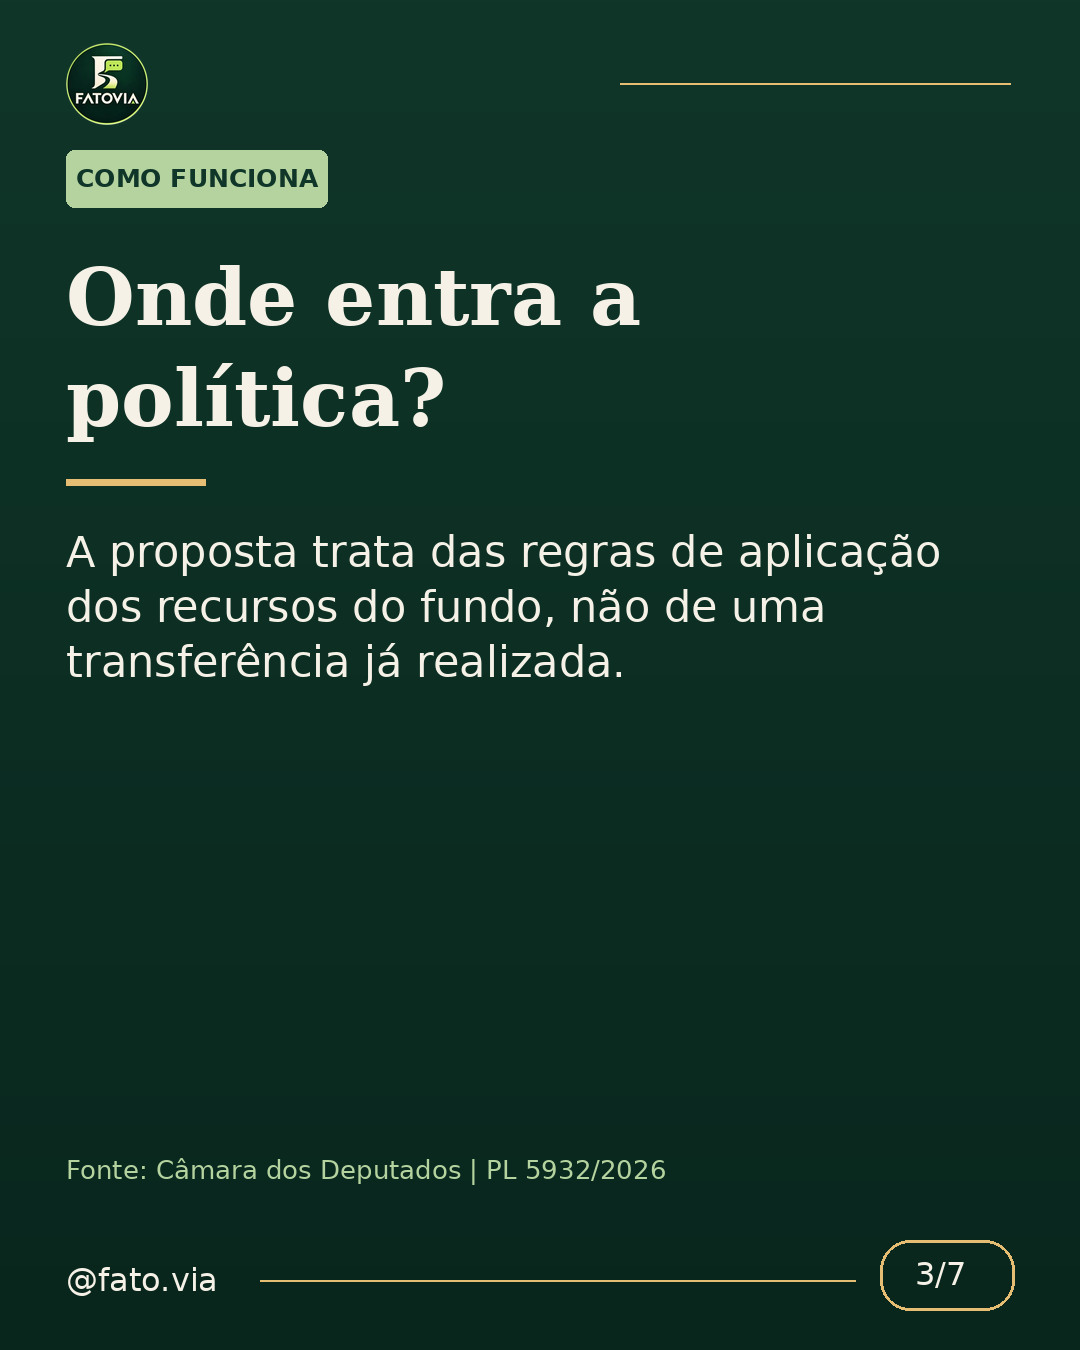 FATOVIA
COMO FUNCIONA
Onde entra a
política?
A proposta trata das regras de aplicação
dos recursos do fundo, não de uma
transferência já realizada.
Fonte: Câmara dos Deputados | PL 5932/2026
@fato.via
3/7